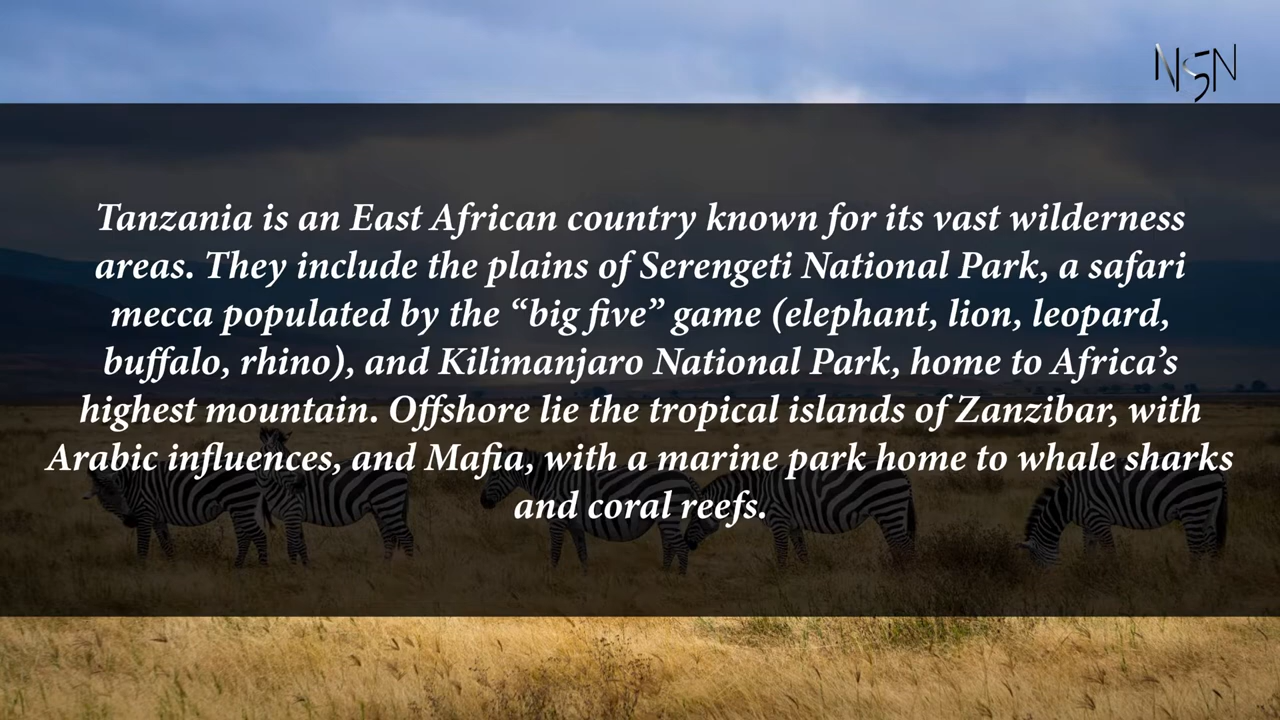 NSN
Tanzania is an East African country known for its vast wilderness
areas. They include the plains of Serengeti National Park, a safari
mecca populated by the “big five” game (elephant, lion, leopard,
buffalo, rhino), and Kilimanjaro National Park, home to Africa’s
highest mountain. Offshore lie the tropical islands of Zanzibar, with
Arabic influences, and Mafia, with a marine park home to whale sharks
and coral reefs.